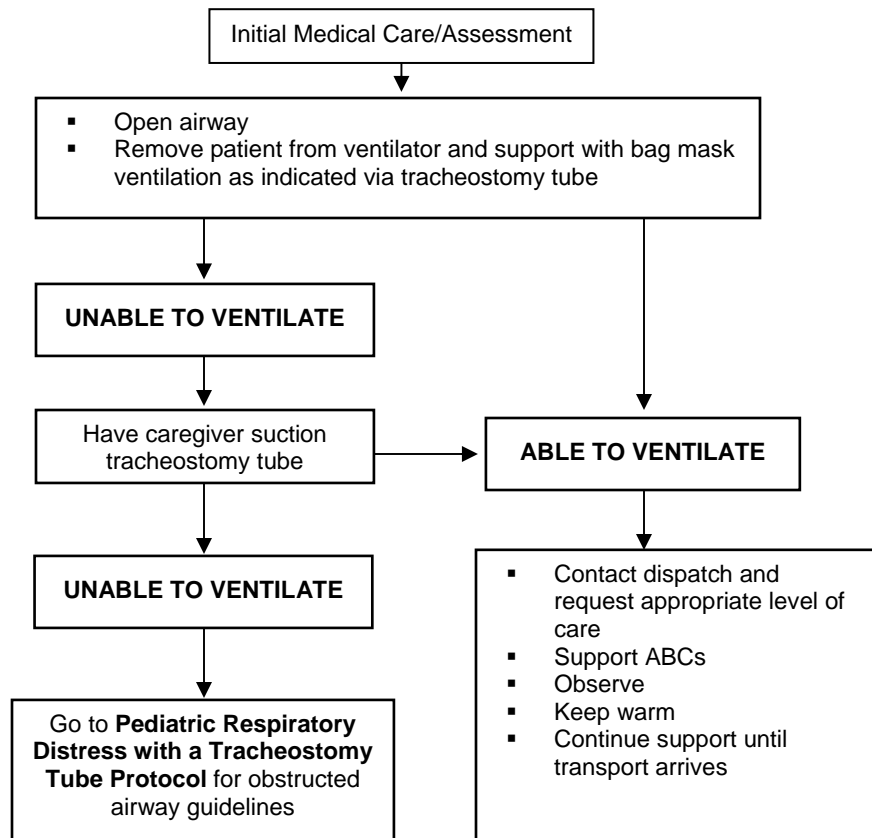 Initial Medical Care/Assessment
▪ Open airway
▪ Remove patient from ventilator and support with bag mask
ventilation as indicated via tracheostomy tube
UNABLE TO VENTILATE
Have caregiver suction
tracheostomy tube
ABLE TO VENTILATE
UNABLE TO VENTILATE
Go to Pediatric Respiratory
Distress with a Tracheostomy
Tube Protocol for obstructed
airway guidelines
▪ Contact dispatch and
request appropriate level of
care
▪ Support ABCs
▪ Observe
▪ Keep warm
▪ Continue support until
transport arrives